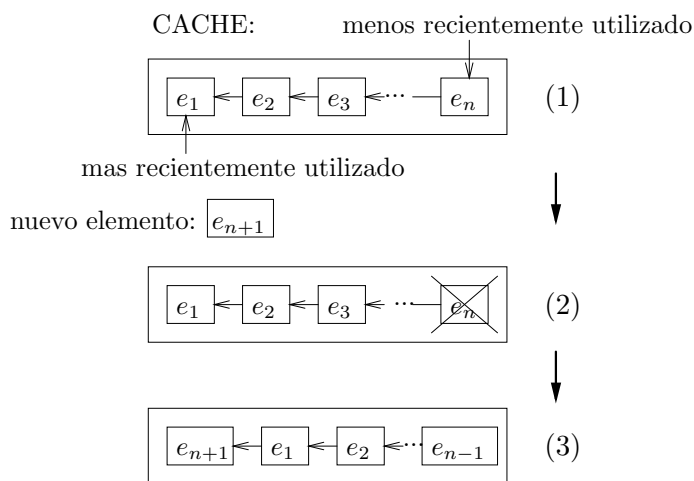 CACHE: menos recientemente utilizado
e1 e2 e3 ... en (1)
mas recientemente utilizado
nuevo elemento: en+1
e1 e2 e3 ... en (2)
en+1 e1 e2 ... en−1 (3)